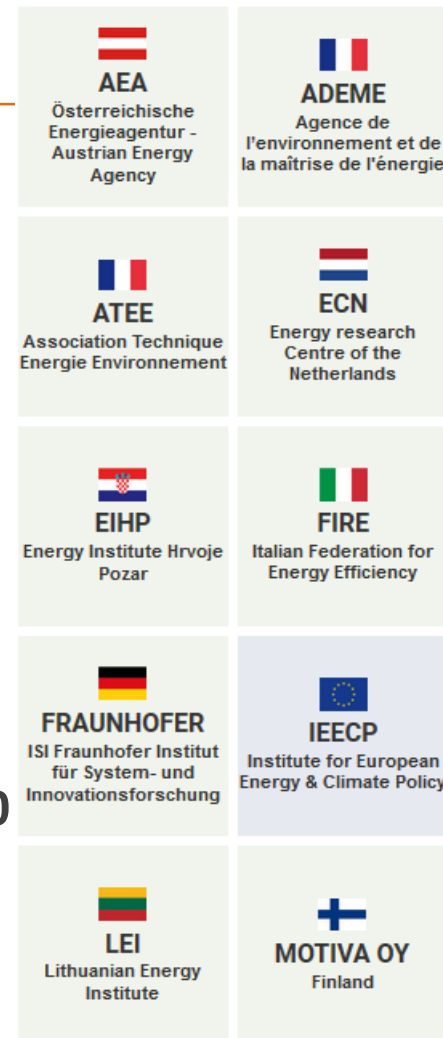 AEA
Österreichische
Energieagentur -
Austrian Energy
Agency
ADEME
Agence de
l'environnement et de
la maîtrise de l'énergie
ATEE
Association Technique
Energie Environnement
ECN
Energy research
Centre of the
Netherlands
EIHP
Energy Institute Hrvoje
Pozar
FIRE
Italian Federation for
Energy Efficiency
FRAUNHOFER
ISI Fraunhofer Institut
für System- und
Innovationsforschung
IEECP
Institute for European
Energy & Climate Policy
LEI
Lithuanian Energy
Institute
MOTIVA OY
Finland